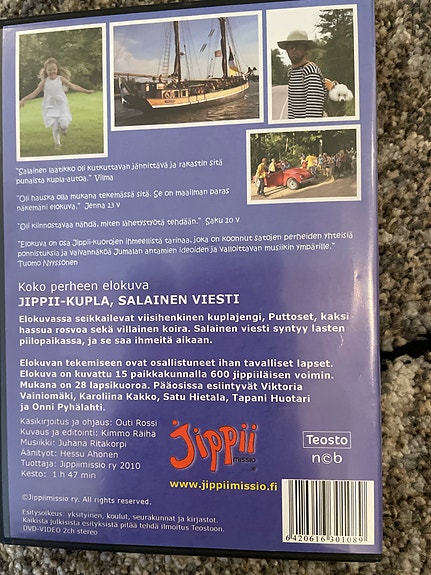 "Salainen laatikko oli kutkuttavan jännittävä ja rakastin sitä
punaista kupla-autoa." Vilma
"Oli hauska olla mukana tekemässä sitä. Se on maailman paras
näkemäni elokuva." Jenna 13 v
"Oli kiinnostavaa nähdä, miten lähetystyötä tehdään." Saku 10 v
"Elokuva on osa Jippii-kuorojen ihmeellistä tarinaa, joka on koonnut satojen perheiden yhteisiä
ponnistuksia ja vaivannäköä Jumalan antamien ideoiden ja valloittavan musiikin ympärille."
Tuomo Nyyssönen
Koko perheen elokuva
JIPPII-KUPLA, SALAINEN VIESTI
Elokuvassa seikkailevat viisihenkinen kuplajengi, Puttoset, kaksi
hassua rosvoa sekä villainen koira. Salainen viesti syntyy lasten
piilopaikassa, ja se saa ihmeitä aikaan.
Elokuvan tekemiseen ovat osallistuneet ihan tavalliset lapset.
Elokuva on kuvattu 15 paikkakunnalla 600 jippiiläisen voimin.
Mukana on 28 lapsikuoroa. Pääosissa esiintyvät Viktoria
Vainiomäki, Karoliina Kakko, Satu Hietala, Tapani Huotari
ja Onni Pyhälahti.
Käsikirjoitus ja ohjaus: Outi Rossi
Kuvaus ja editointi: Kimmo Räihä
Musiikki: Juhana Ritakorpi
Äänityöt: Hessu Ahonen
Tuottaja: Jippiimissio ry 2010
Kesto: 1 h 47 min
Jippii
MISSIO
www.jippiimissio.fi
Teosto
ncb
©Jippiimissio ry. All rights reserved.
Esitysoikeus: yksityinen, koulut, seurakunnat ja kirjastot.
Kaikista julkisista esityksistä pitää tehdä ilmoitus Teostoon.
DVD-VIDEO 2ch stereo
6420616301089